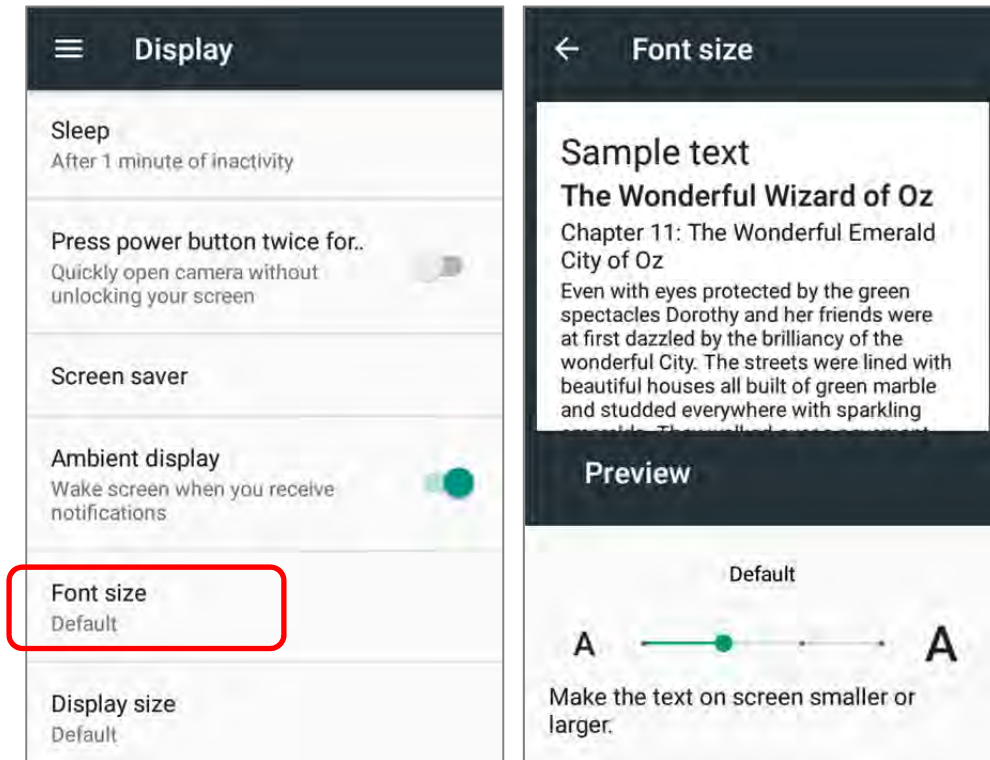 Display
Sleep
After 1 minute of inactivity
Press power button twice for..
Quickly open camera without
unlocking your screen
Screen saver
Ambient display
Wake screen when you receive
notifications
Font size
Default
Display size
Default
Font size
Sample text
The Wonderful Wizard of Oz
Chapter 11: The Wonderful Emerald
City of Oz
Even with eyes protected by the green
spectacles Dorothy and her friends were
at first dazzled by the brilliancy of the
wonderful City. The streets were lined with
beautiful houses all built of green marble
and studded everywhere with sparkling
Preview
Default
A A
Make the text on screen smaller or
larger.